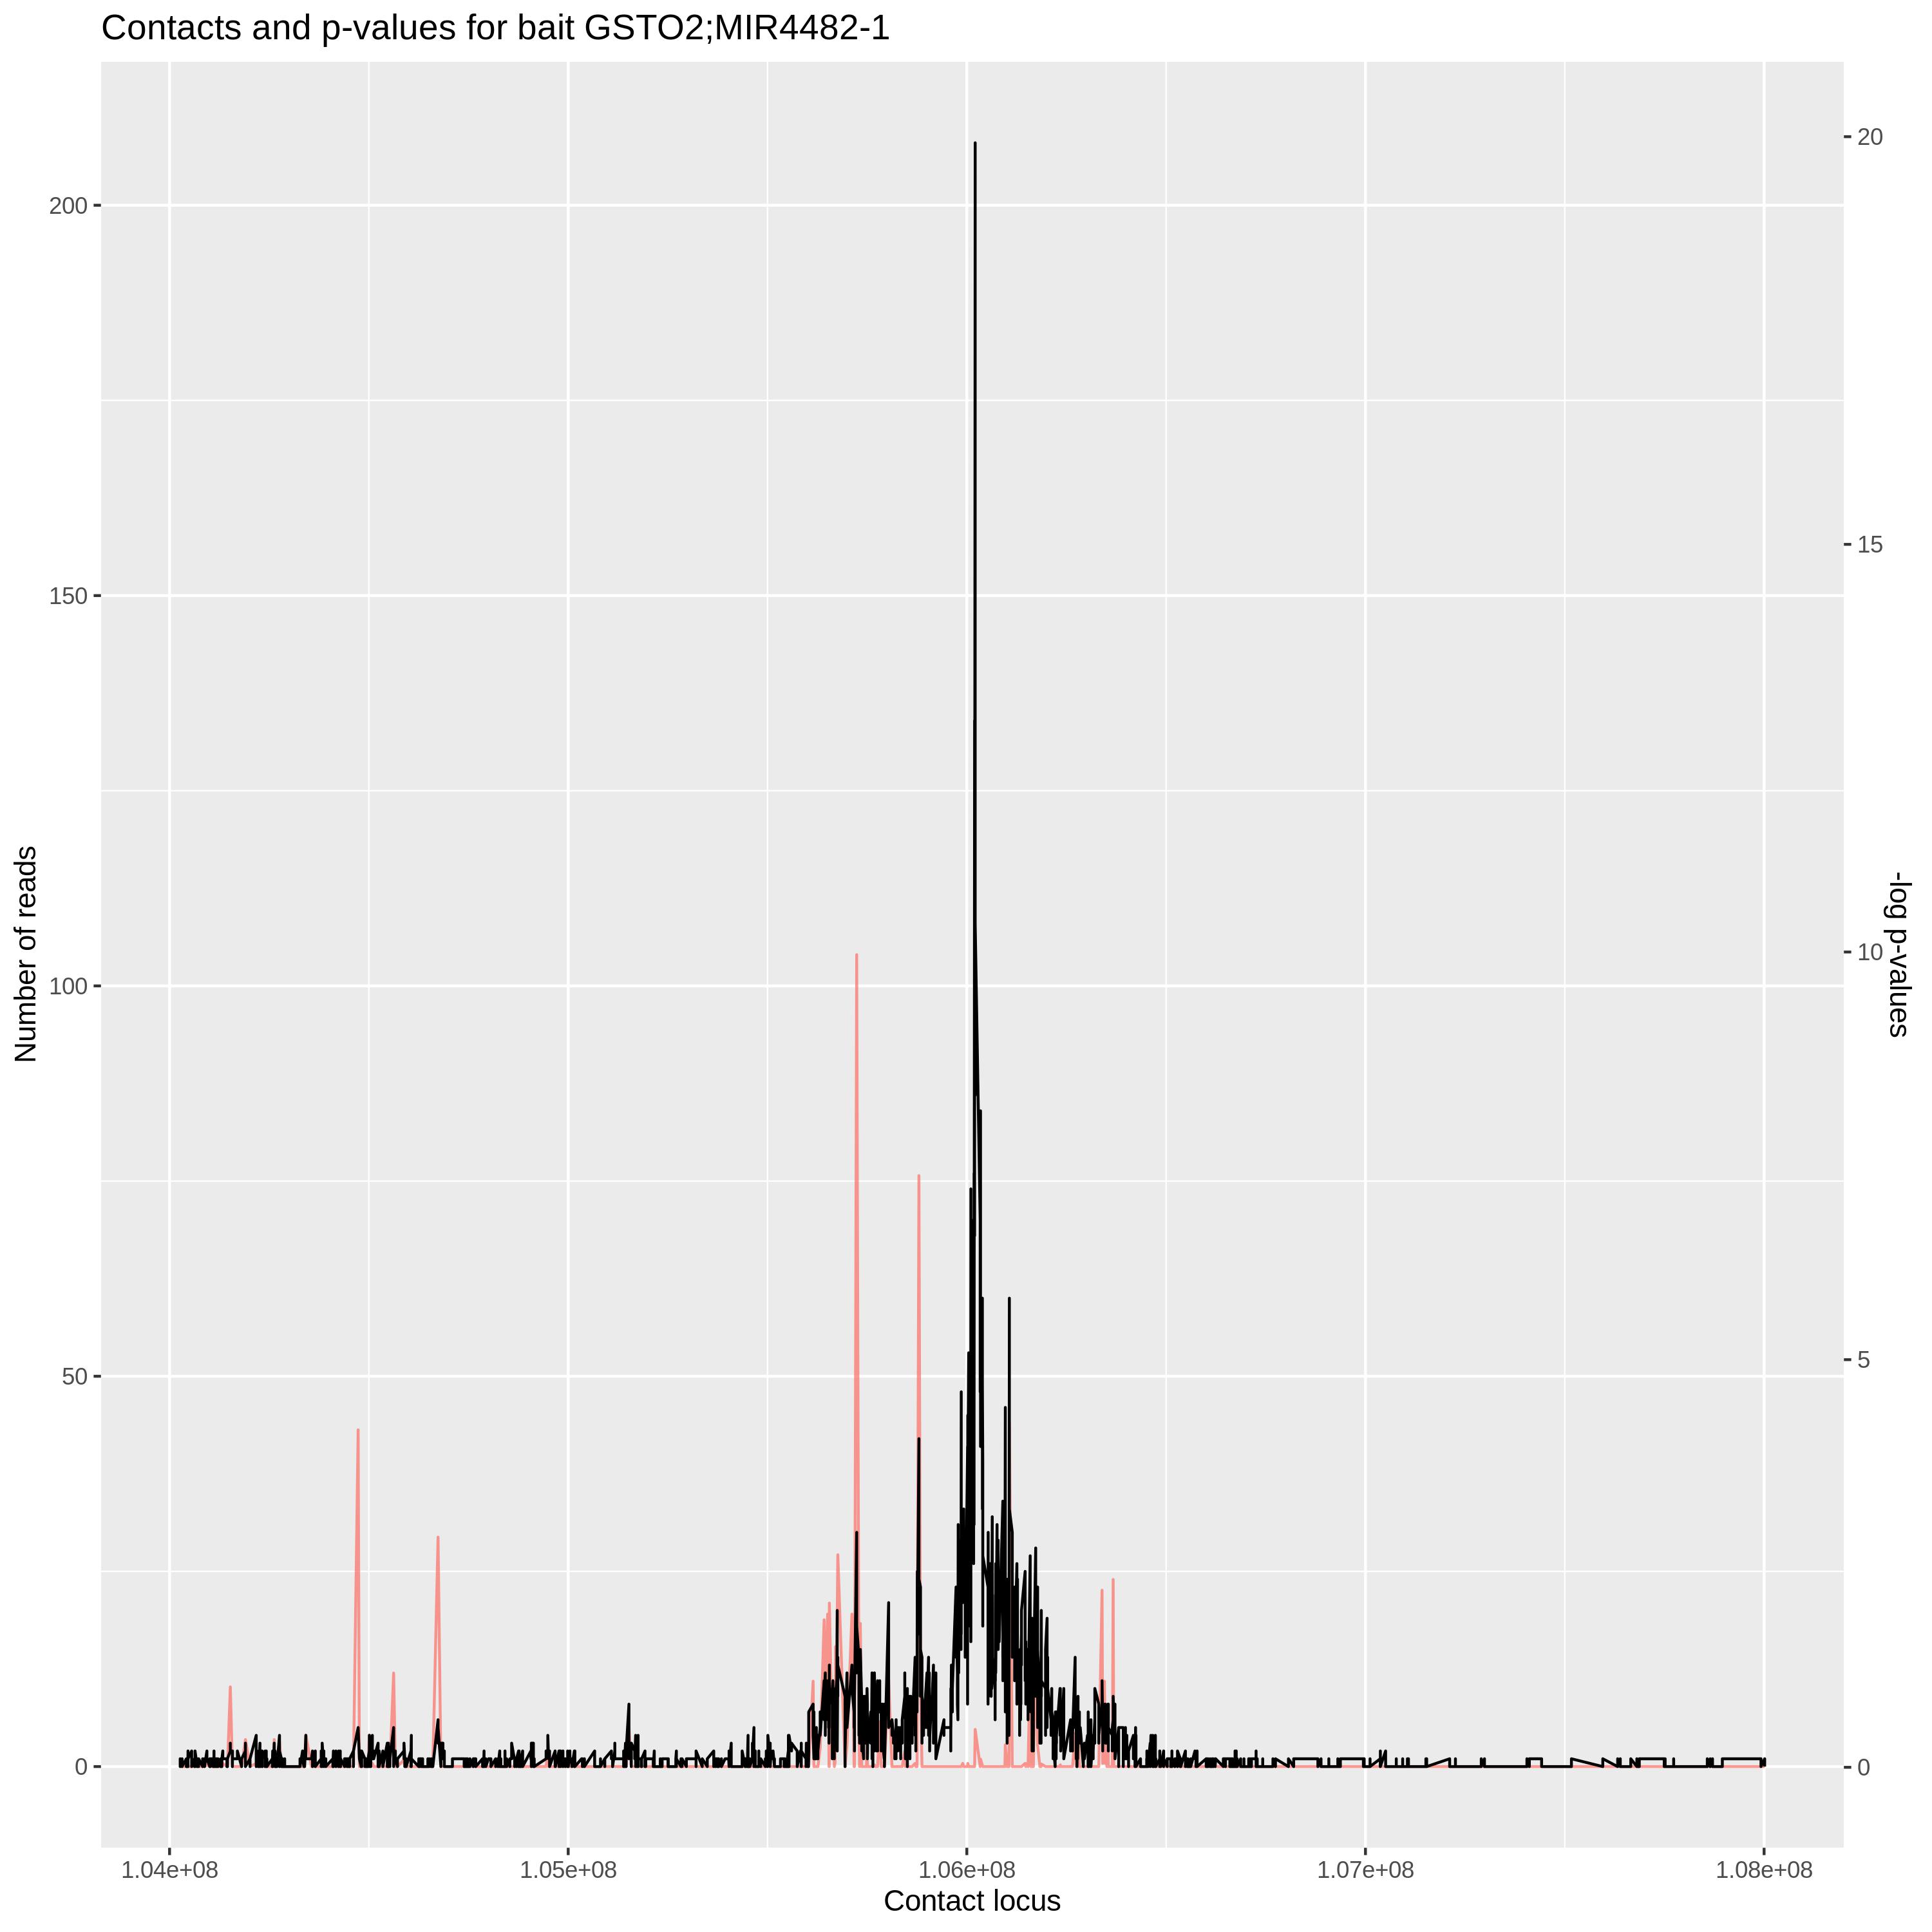 Contacts and p-values for bait GSTO2;MIR4482-1
Number of reads
200
150
100
50
0
20
15
10
5
0
-log p-values
1.04e+08
1.05e+08
1.06e+08
1.07e+08
1.08e+08
Contact locus